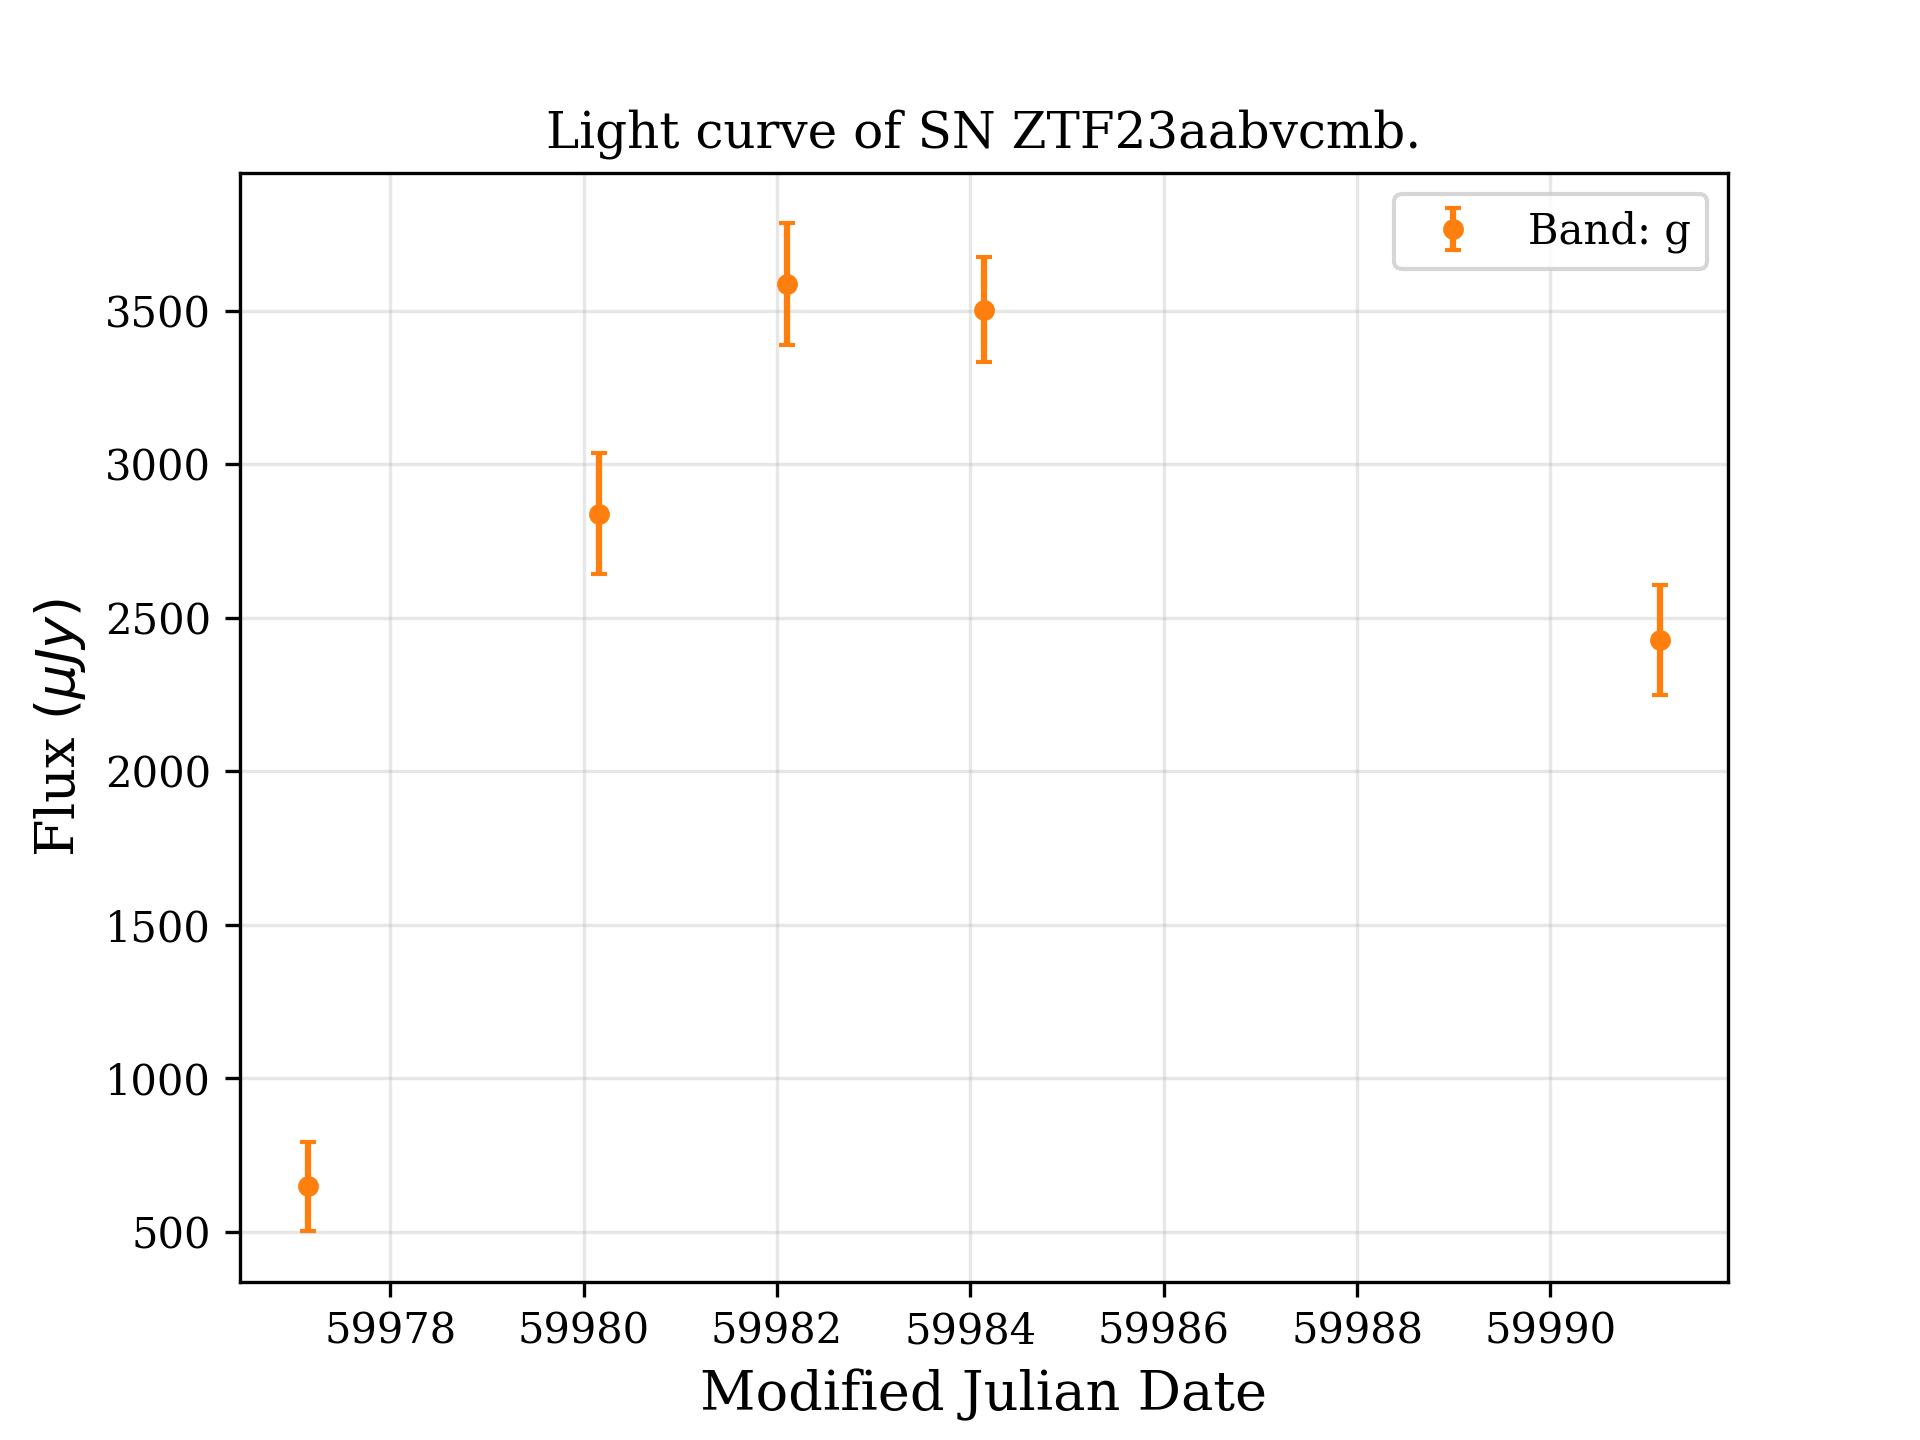 Light curve of SN ZTF23aabvcmb.
Band: g
3500
3000
2500
2000
1500
1000
500
Flux (μJy)
59978 59980 59982 59984 59986 59988 59990
Modified Julian Date